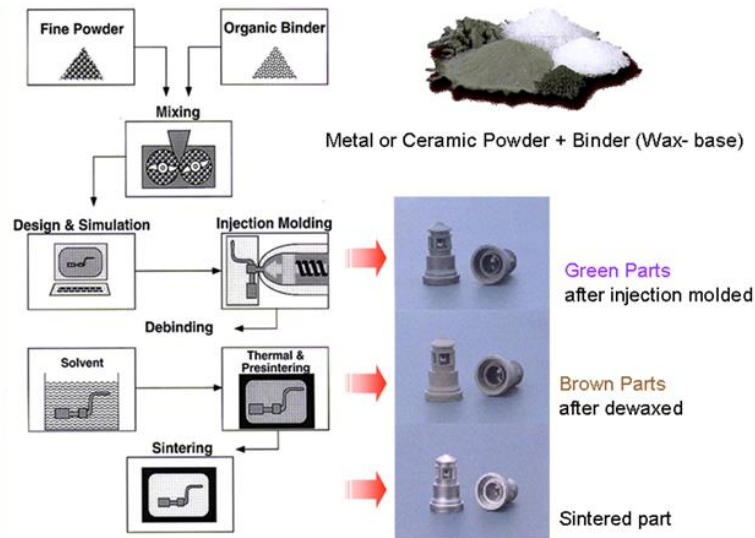 Fine Powder
Organic Binder
Mixing
Metal or Ceramic Powder + Binder (Wax- base)
Design & Simulation
Injection Molding
Green Parts
after injection molded
Debinding
Solvent
Thermal &
Presintering
Brown Parts
after dewaxed
Sintering
Sintered part